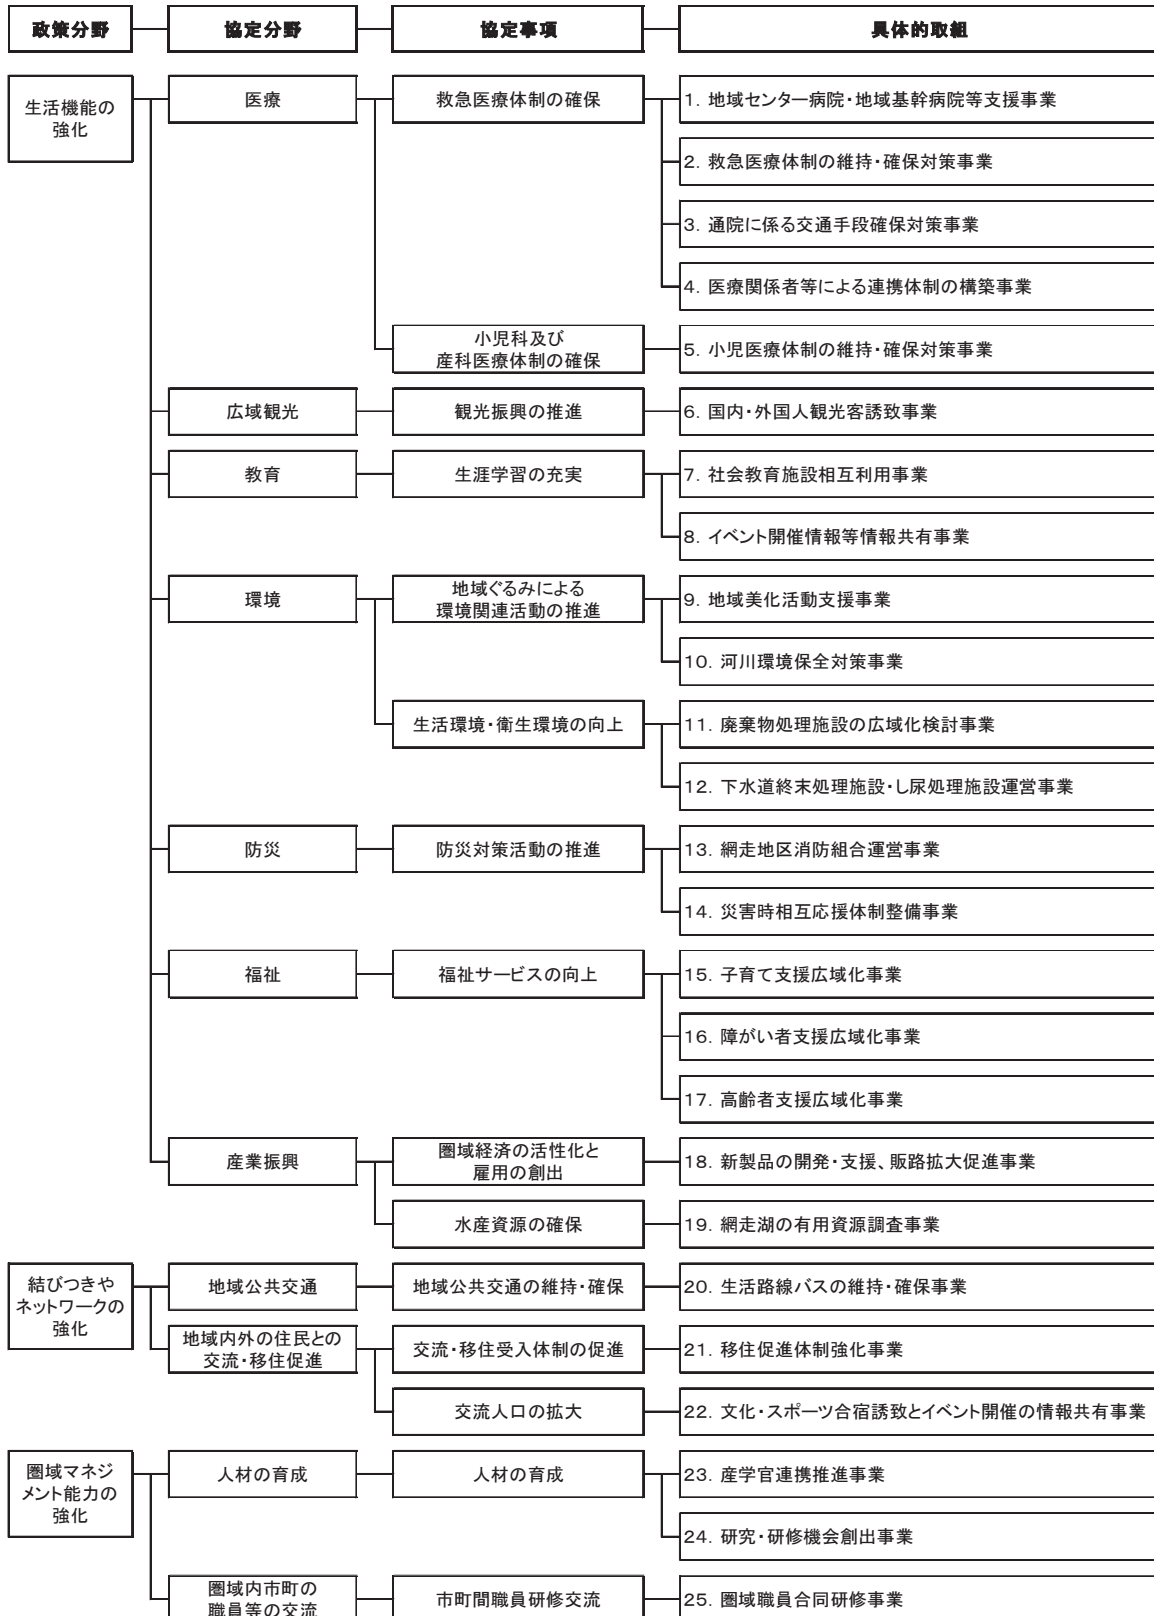 政策分野
協定分野
協定事項
具体的取組
生活機能の
強化
医療
救急医療体制の確保
1. 地域センター病院・地域基幹病院等支援事業
2. 救急医療体制の維持・確保対策事業
3. 通院に係る交通手段確保対策事業
4. 医療関係者等による連携体制の構築事業
小児科及び
産科医療体制の確保
5. 小児医療体制の維持・確保対策事業
広域観光
観光振興の推進
6. 国内・外国人観光客誘致事業
教育
生涯学習の充実
7. 社会教育施設相互利用事業
8. イベント開催情報等情報共有事業
環境
地域ぐるみによる
環境関連活動の推進
9. 地域美化活動支援事業
10. 河川環境保全対策事業
生活環境・衛生環境の向上
11. 廃棄物処理施設の広域化検討事業
12. 下水道終末処理施設・し尿処理施設運営事業
防災
防災対策活動の推進
13. 網走地区消防組合運営事業
14. 災害時相互応援体制整備事業
福祉
福祉サービスの向上
15. 子育て支援広域化事業
16. 障がい者支援広域化事業
17. 高齢者支援広域化事業
産業振興
圏域経済の活性化と
雇用の創出
18. 新製品の開発・支援、販路拡大促進事業
水産資源の確保
19. 網走湖の有用資源調査事業
結びつきや
ネットワークの
強化
地域公共交通
地域公共交通の維持・確保
20. 生活路線バスの維持・確保事業
地域内外の住民との
交流・移住促進
交流・移住受入体制の促進
21. 移住促進体制強化事業
交流人口の拡大
22. 文化・スポーツ合宿誘致とイベント開催の情報共有事業
圏域マネジ
メント能力の
強化
人材の育成
人材の育成
23. 産学官連携推進事業
24. 研究・研修機会創出事業
圏域内市町の
職員等の交流
市町間職員研修交流
25. 圏域職員合同研修事業